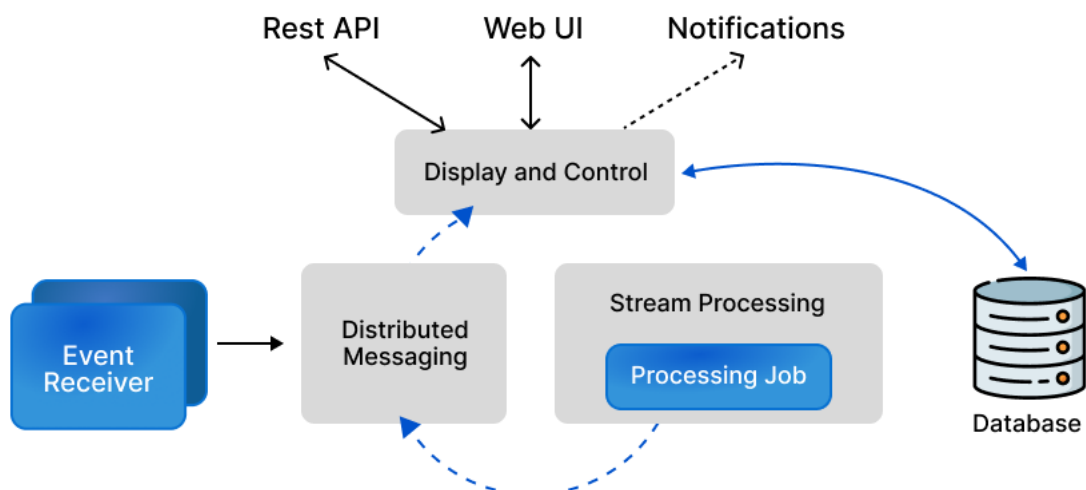 Rest API
Web UI
Notifications
Display and Control
Event
Receiver
Distributed
Messaging
Stream Processing
Processing Job
Database